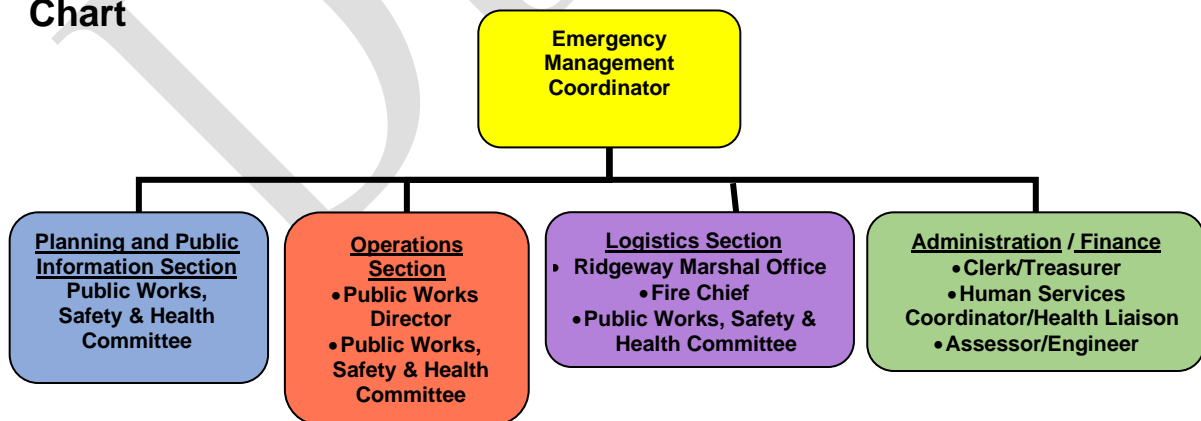 Chart
Emergency
Management
Coordinator
Planning and Public
Information Section
Public Works,
Safety & Health
Committee
Operations
Section
•Public Works
Director
•Public Works,
Safety & Health
Committee
Logistics Section
• Ridgeway Marshal Office
•Fire Chief
•Public Works, Safety &
Health Committee
Administration / Finance
•Clerk/Treasurer
•Human Services
Coordinator/Health Liaison
•Assessor/Engineer